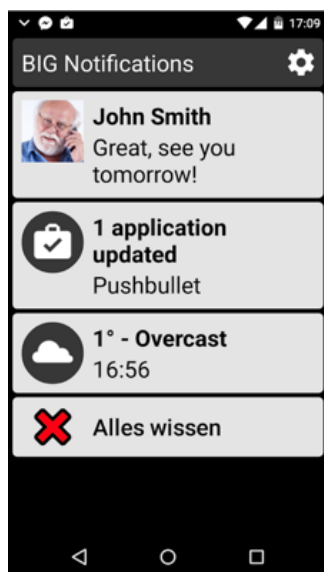 17:09
BIG Notifications
John Smith
Great, see you
tomorrow!
1 application
updated
Pushbullet
1° - Overcast
16:56
Alles wissen